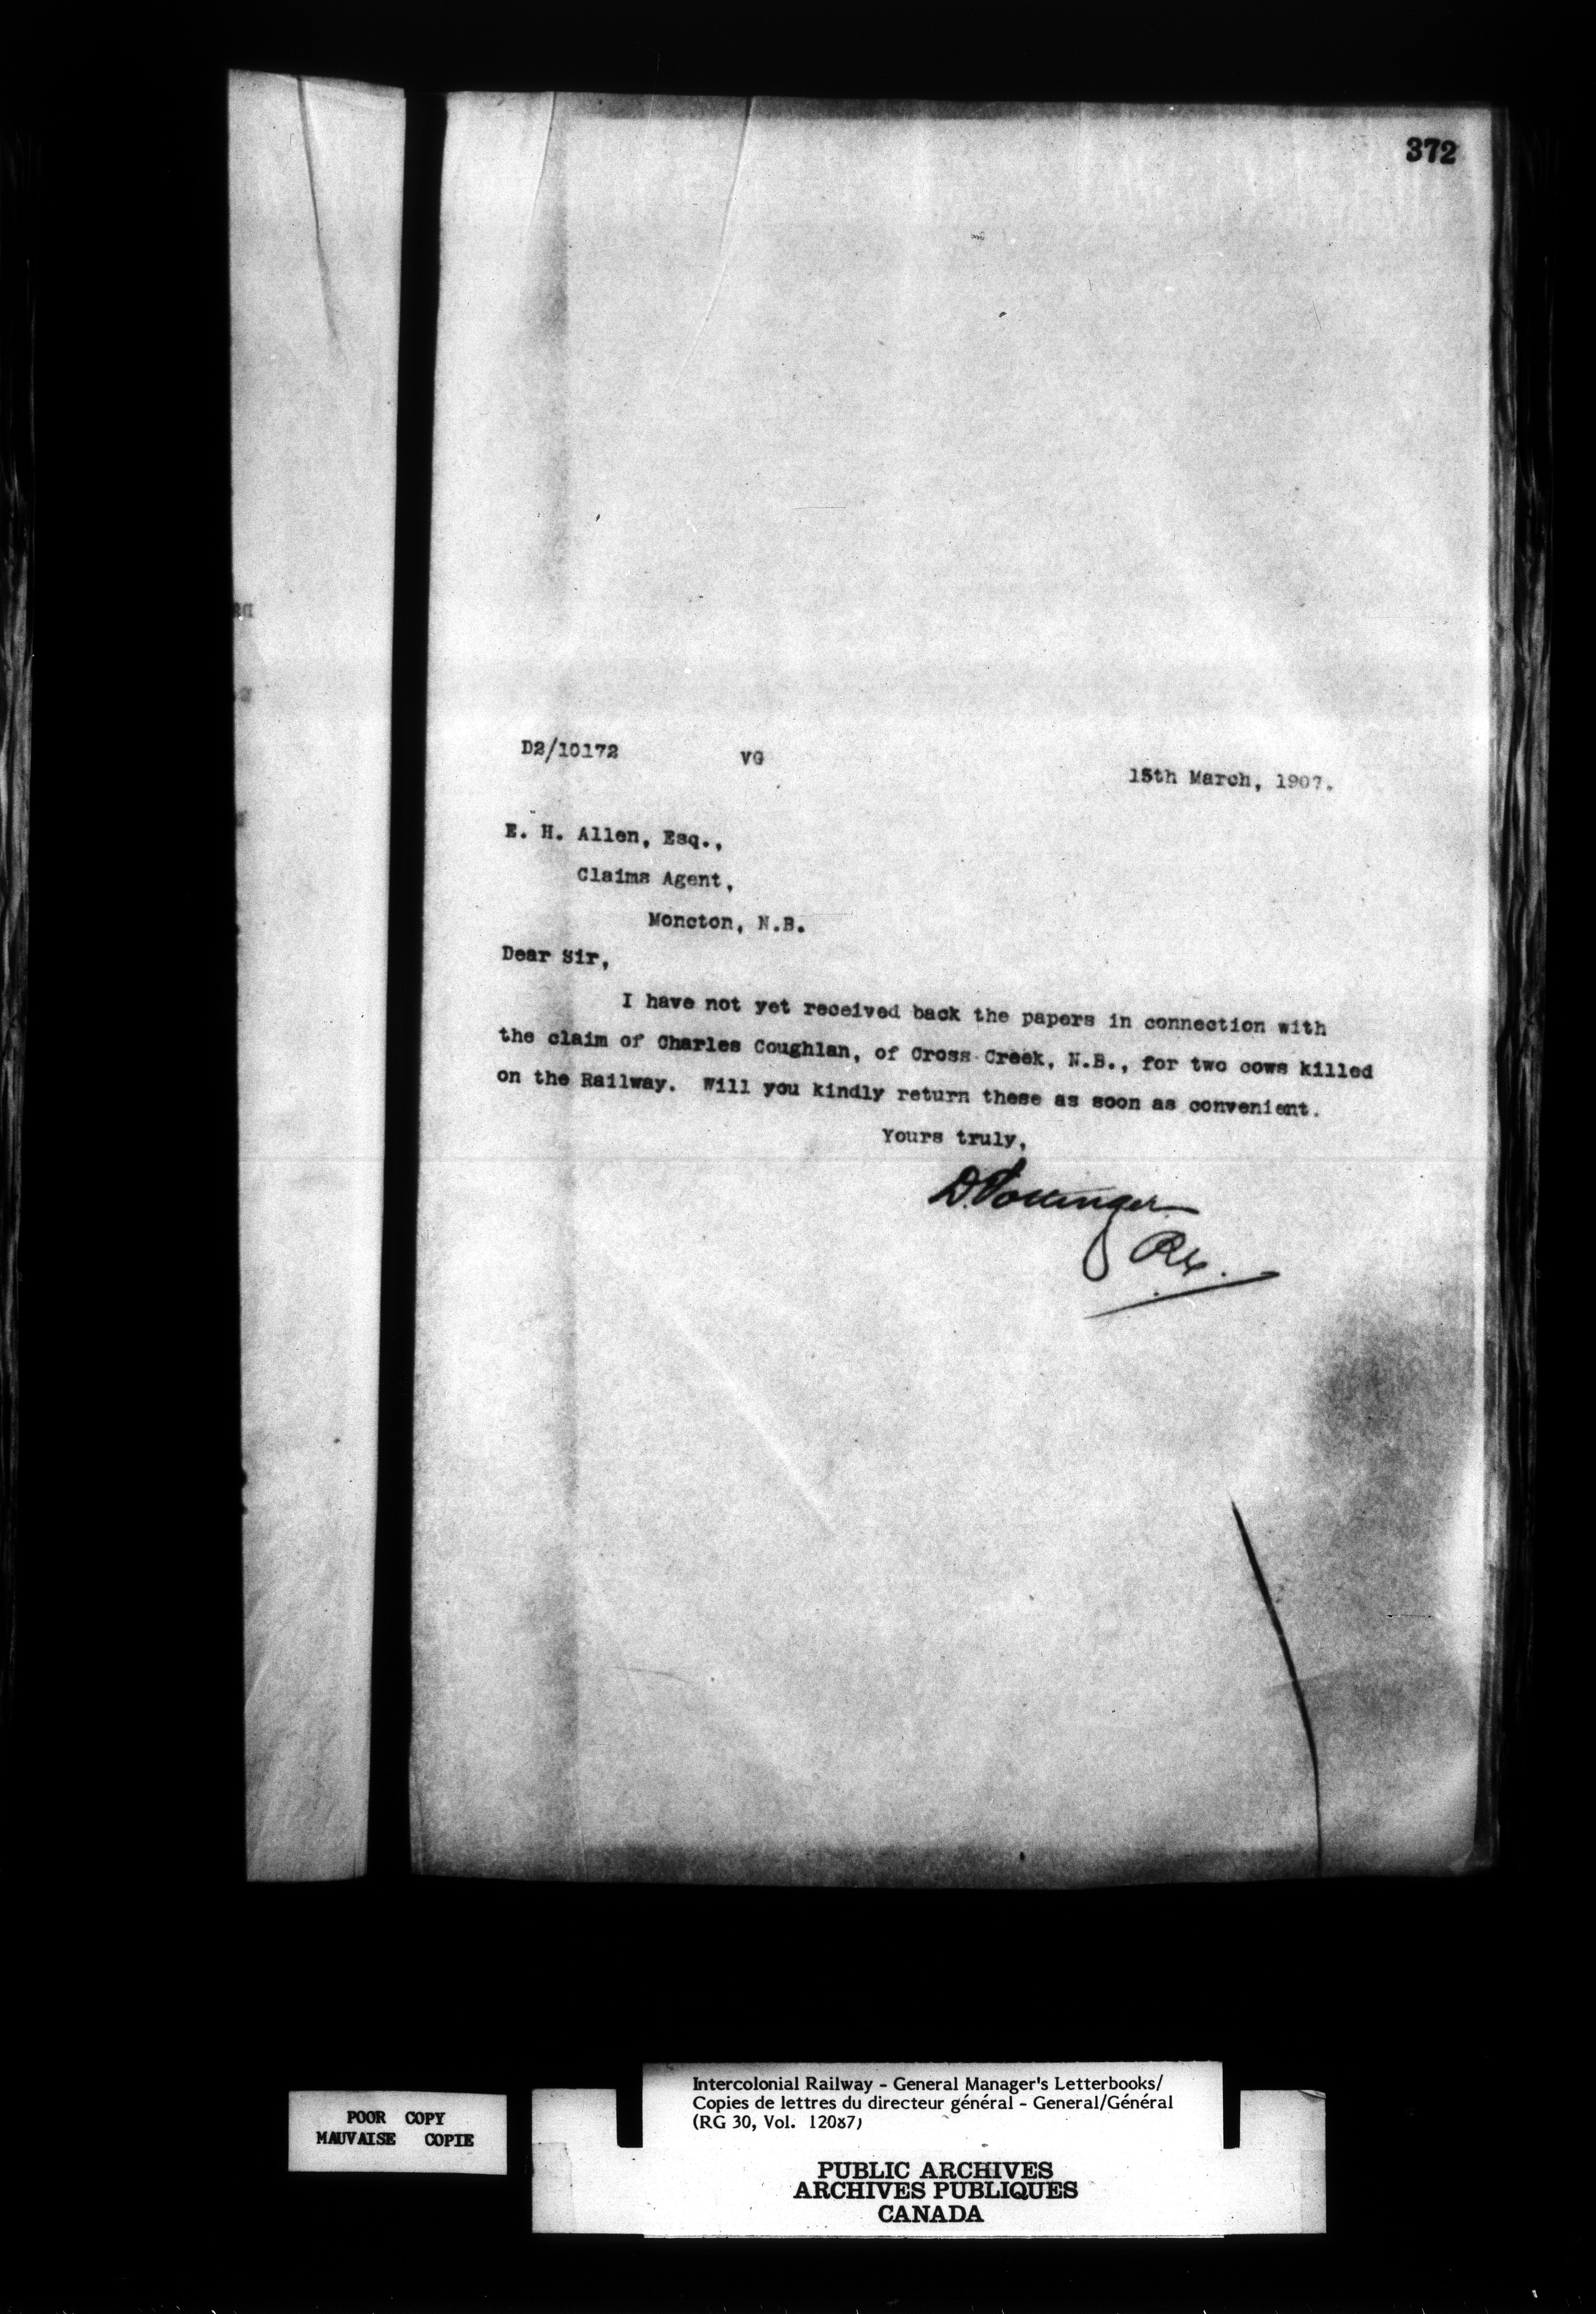 372
D2/10172 VG
15th March, 1907.
E. H. Allen, Esq.,
Claims Agent,
Moncton, N.B.
Dear Sir,
I have not yet received back the papers in connection with
the claim of Charles Coughlan, of Cross Creek, N.B., for two cows killed
on the Railway. Will you kindly return these as soon as convenient.
Yours truly,
D. Pottinger
Intercolonial Railway - General Manager's Letterbooks/
Copies de lettres du directeur général - General/Général
(RG 30, Vol. 12087)
POOR COPY
MAUVAISE COPIE
PUBLIC ARCHIVES
ARCHIVES PUBLIQUES
CANADA